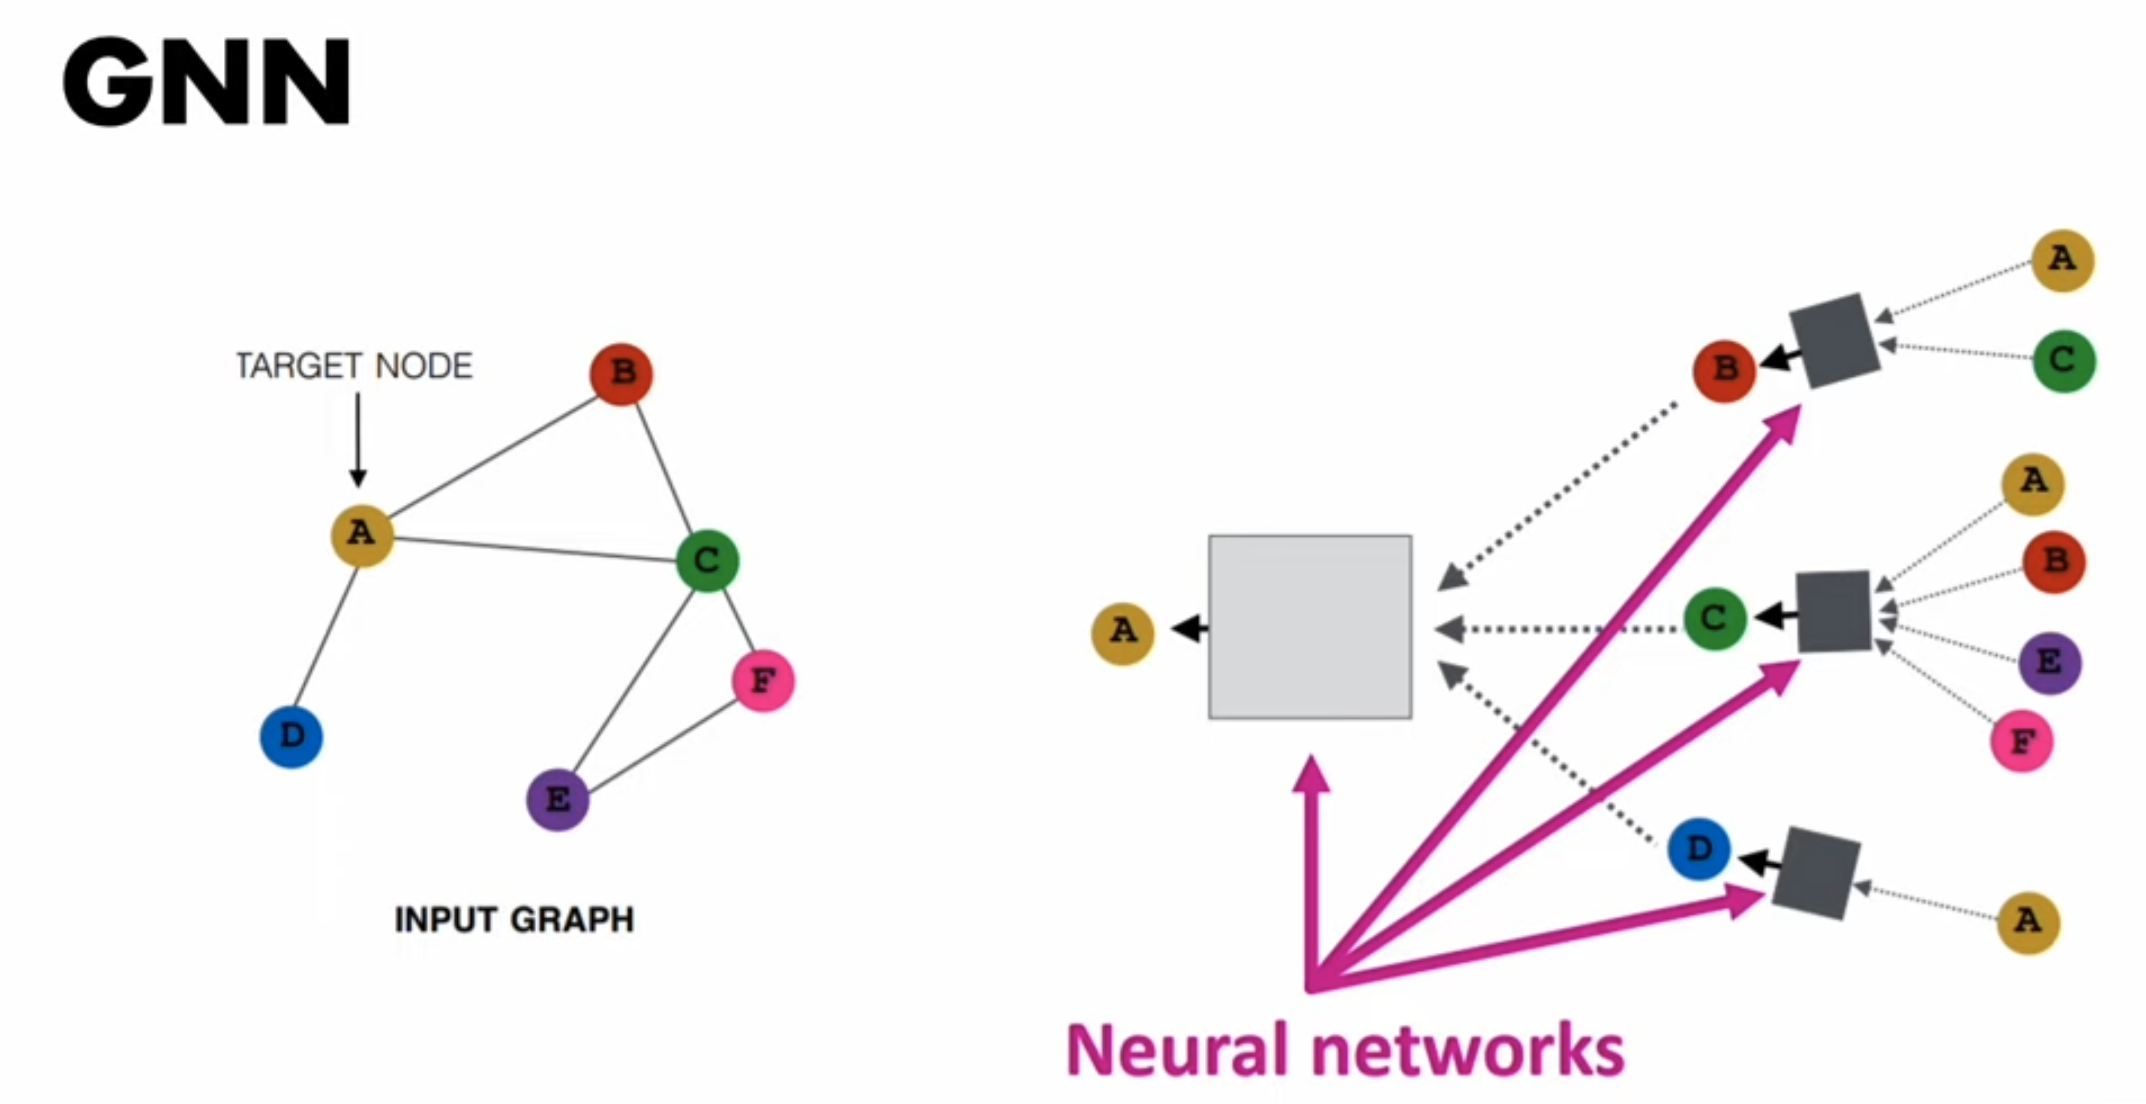 GNN
TARGET NODE
B
A
C
F
D
E
INPUT GRAPH
A
C
B
A
B
C
E
F
A
D
A
Neural networks